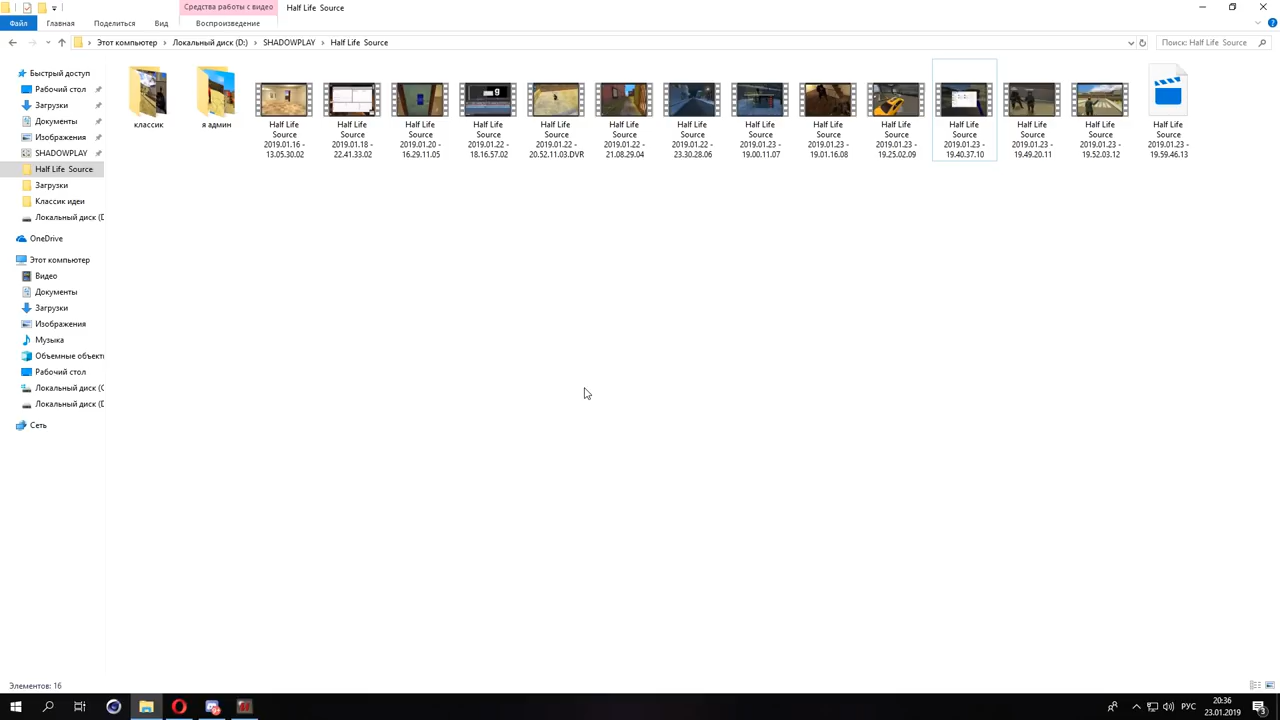 Средства работы с видео
Half Life Source
Файл
Главная
Поделиться
Вид
Воспроизведение
Этот компьютер
Локальный диск (D:)
SHADOWPLAY
Half Life Source
Поиск: Half Life Source
Быстрый доступ
Рабочий стол
Загрузки
Документы
Изображения
SHADOWPLAY
Half Life Source
Загрузки
Классик идеи
Локальный диск (D
OneDrive
Этот компьютер
Видео
Документы
Загрузки
Изображения
Музыка
Объемные объект
Рабочий стол
Локальный диск (C
Локальный диск (D
Сеть
классик
я админ
Half Life
Source
2019.01.16 -
13.05.30.02
Half Life
Source
2019.01.18 -
22.41.33.02
Half Life
Source
2019.01.20 -
16.29.11.05
Half Life
Source
2019.01.22 -
18.16.57.02
Half Life
Source
2019.01.22 -
20.52.11.03.DVR
Half Life
Source
2019.01.22 -
21.08.29.04
Half Life
Source
2019.01.22 -
23.30.28.06
Half Life
Source
2019.01.23 -
19.00.11.07
Half Life
Source
2019.01.23 -
19.01.16.08
Half Life
Source
2019.01.23 -
19.25.02.09
Half Life
Source
2019.01.23 -
19.40.37.10
Half Life
Source
2019.01.23 -
19.49.20.11
Half Life
Source
2019.01.23 -
19.52.03.12
Half Life
Source
2019.01.23 -
19.59.46.13
Элементов: 16
РУС
20:36
23.01.2019
3